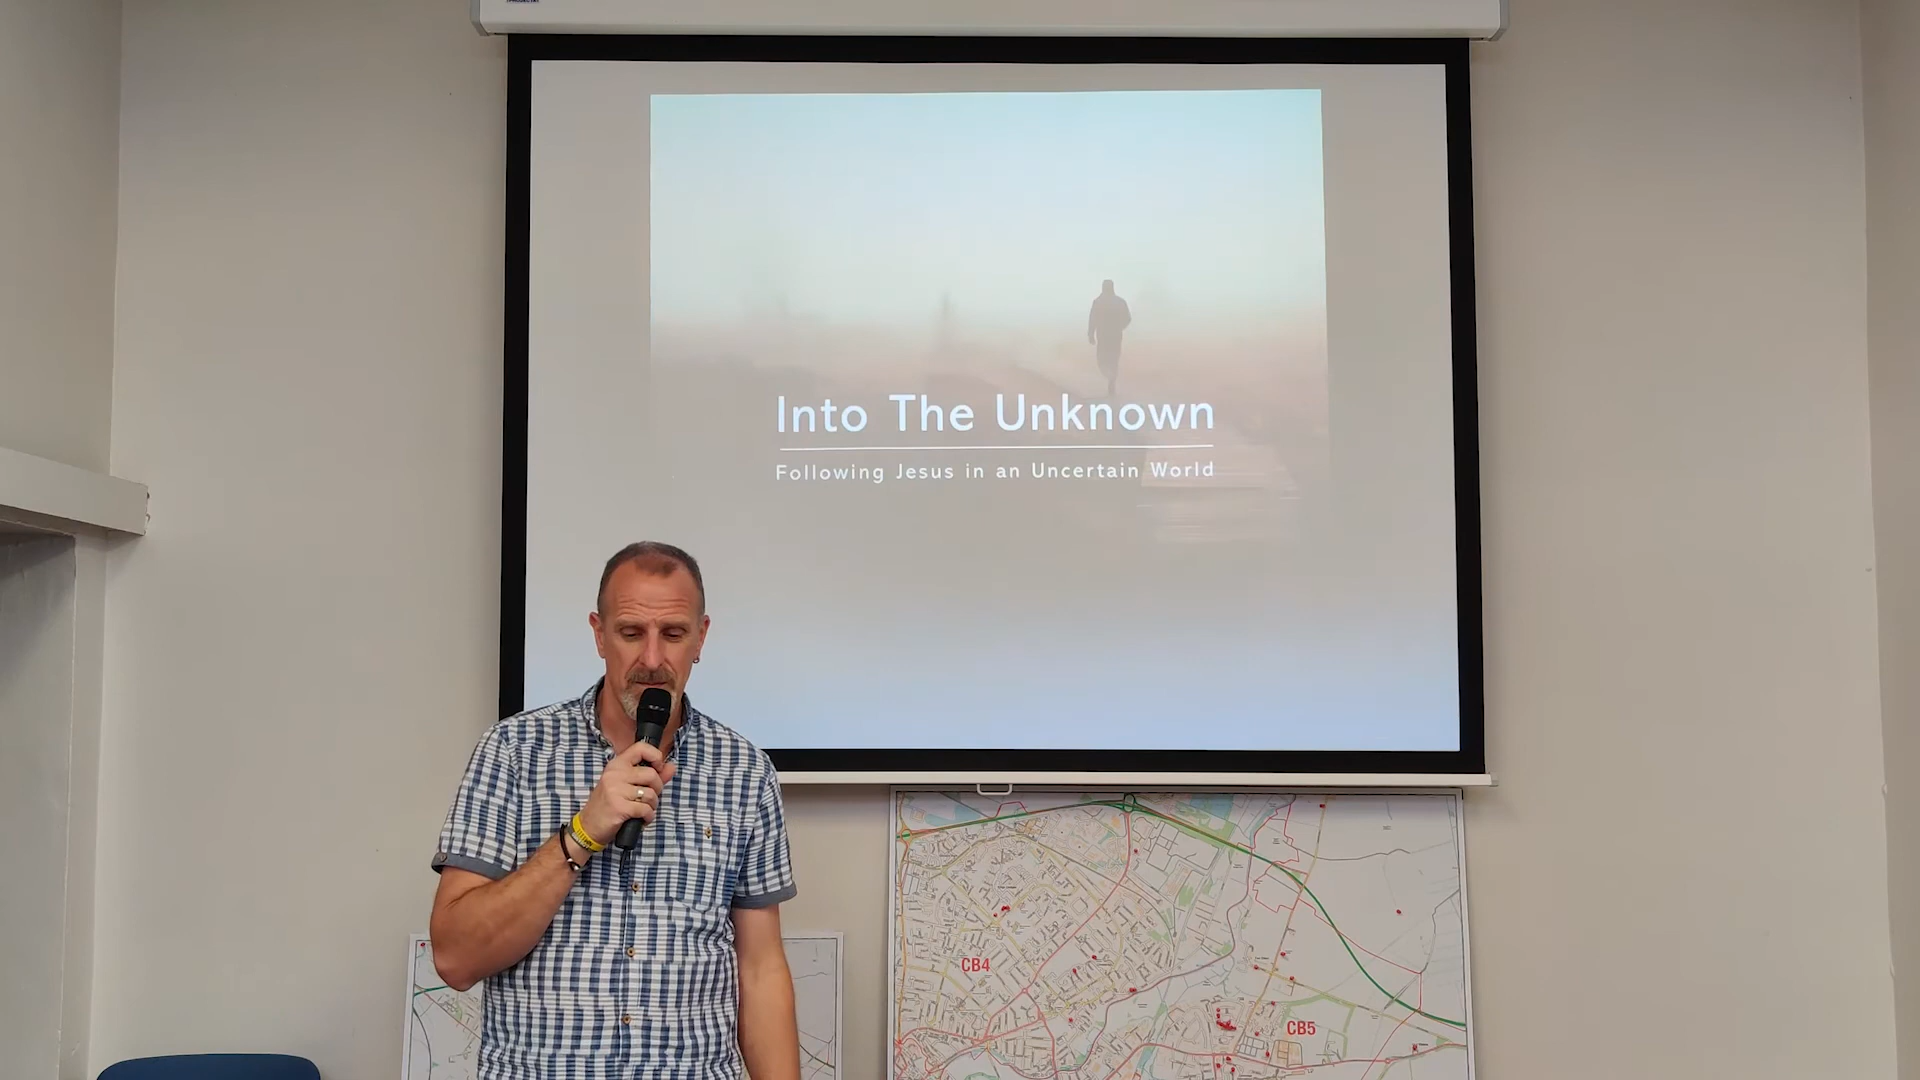 Into The Unknown
Following Jesus in an Uncertain World
CB4
CB5